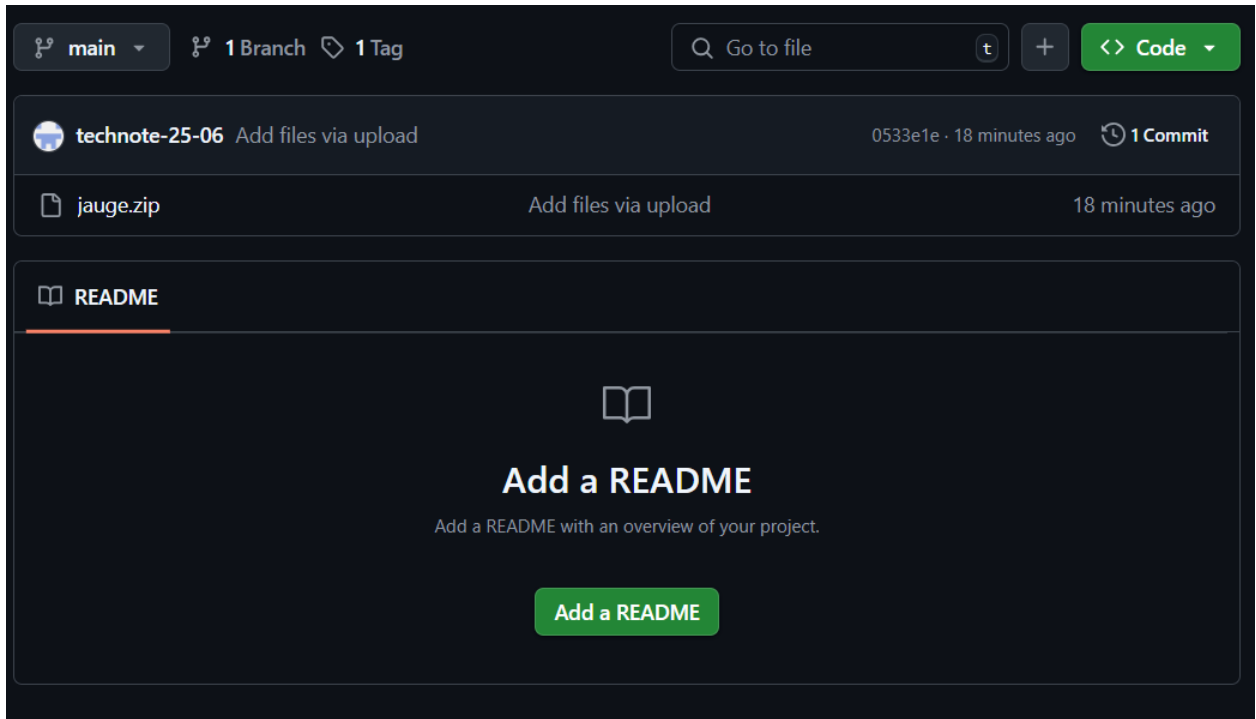 main 1 Branch 1 Tag Go to file t + <> Code
technote-25-06 Add files via upload 0533e1e · 18 minutes ago 1 Commit
jauge.zip Add files via upload 18 minutes ago
README
Add a README
Add a README with an overview of your project.
Add a README